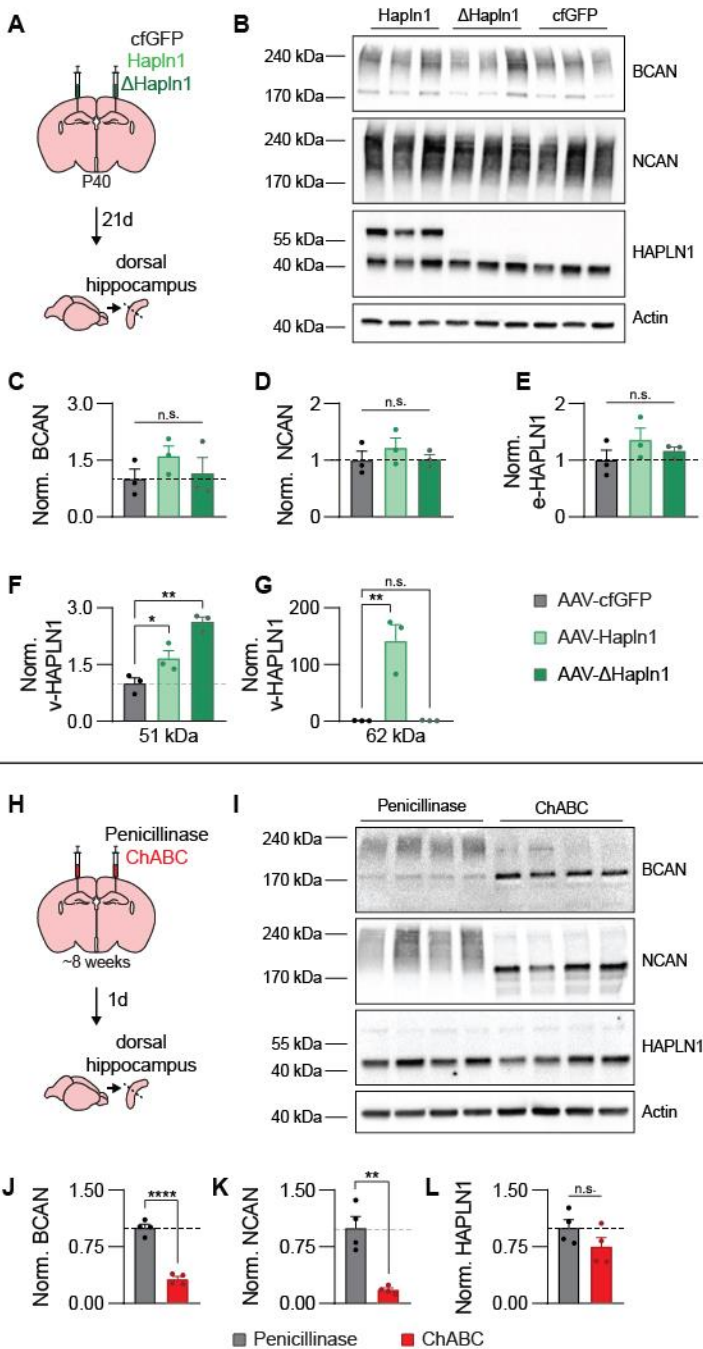 A
cfGFP
Hapln1
ΔHapln1
P40
21d
dorsal
hippocampus
B
Hapln1 ΔHapln1 cfGFP
240 kDa
170 kDa
BCAN
240 kDa
170 kDa
NCAN
55 kDa
40 kDa
HAPLN1
40 kDa
Actin
C
Norm. BCAN
3.0
1.5
0.0
n.s.
D
Norm. NCAN
2
1
0
n.s.
E
Norm.
e-HAPLN1
2
1
0
n.s.
F
Norm.
v-HAPLN1
3.0
1.5
0.0
*
**
51 kDa
G
Norm.
v-HAPLN1
200
100
0
n.s.
**
62 kDa
AAV-cfGFP
AAV-Hapln1
AAV-ΔHapln1
H
Penicillinase
ChABC
~8 weeks
1d
dorsal
hippocampus
I
Penicillinase ChABC
240 kDa
170 kDa
BCAN
240 kDa
170 kDa
NCAN
55 kDa
40 kDa
HAPLN1
40 kDa
Actin
J
Norm. BCAN
1.50
0.75
0.00
****
K
Norm. NCAN
1.50
0.75
0.00
**
L
Norm. HAPLN1
1.50
0.75
0.00
n.s.
Penicillinase ChABC